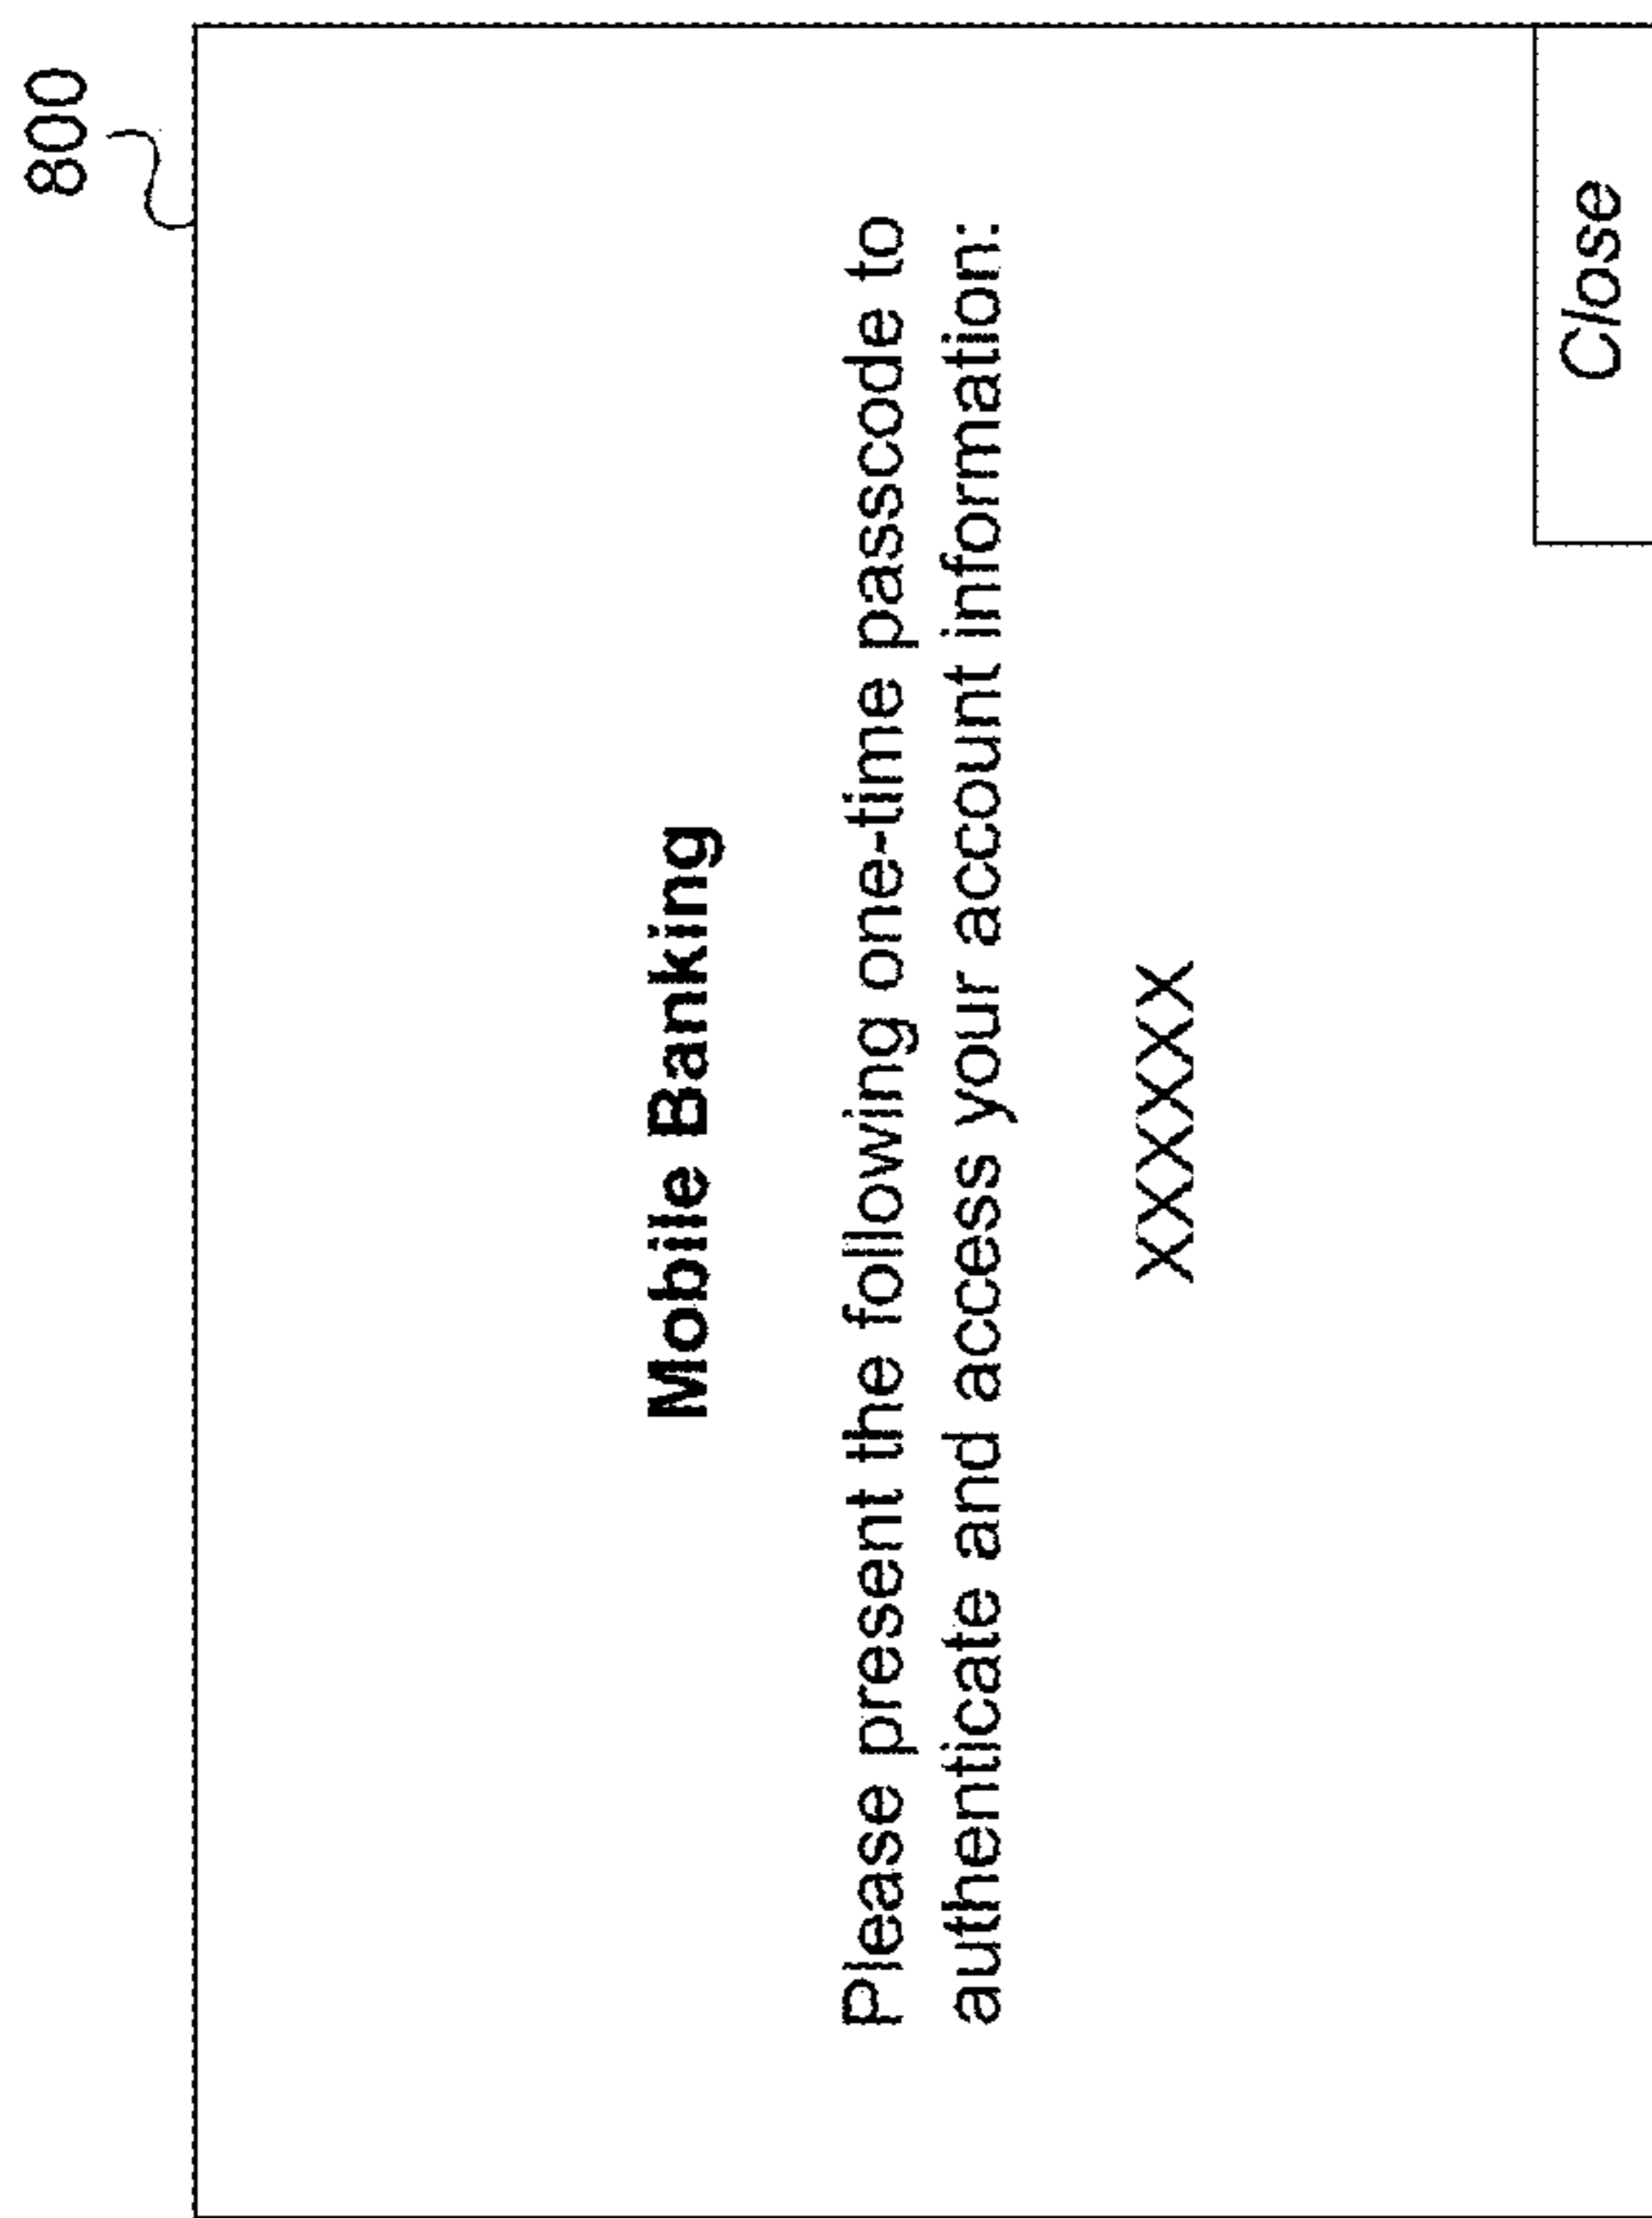 800
Mobile Banking
Please present the following one-time passcode to
authenticate and access your account information:
XXXXXX
Close